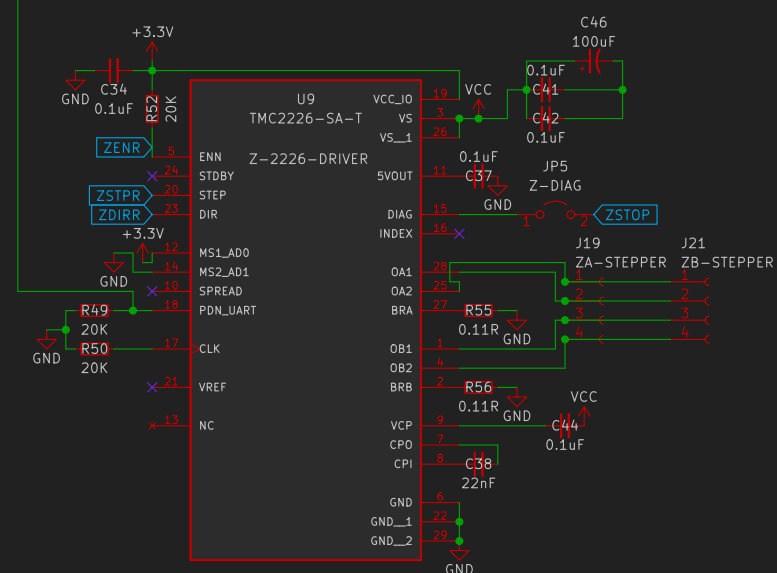 C46
100uF
+3.3V
0.1uF
C41
C42
0.1uF
VCC
GND
C34
0.1uF
R52
20K
U9
TMC2226-SA-T
Z-2226-DRIVER
VCC_IO
19
VS
3
VS__1
26
ZENR
5
ENN
24
STDBY
ZSTPR
20
STEP
ZDIRR
23
DIR
+3.3V
12
MS1_AD0
14
MS2_AD1
GND
10
SPREAD
18
PDN_UART
R49
20K
GND
R50
20K
17
CLK
21
VREF
13
NC
5VOUT
11
0.1uF
C37
GND
JP5
Z-DIAG
DIAG
15
1
2
ZSTOP
INDEX
16
J19
ZA-STEPPER
J21
ZB-STEPPER
OA1
28
1
1
2
2
OA2
25
3
3
4
4
BRA
27
R55
0.11R
GND
OB1
1
OB2
4
BRB
2
R56
0.11R
GND
VCP
9
C44
0.1uF
VCC
CPO
7
CPI
8
C38
22nF
GND
6
GND__1
22
GND__2
29
GND